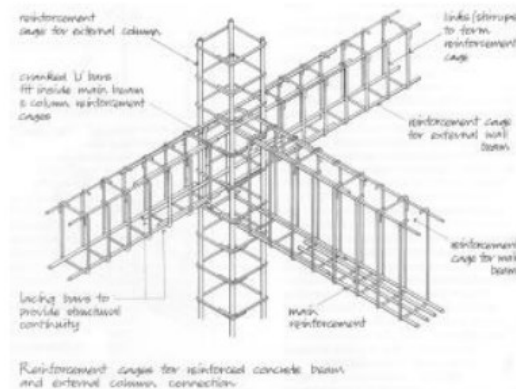 reinforcement
cage for external column
cranked 'U' bars
fit inside main beam
& column reinforcement
cages
links (stirrups)
to form
reinforcement
cage
reinforcement cage
for external wall
beam
reinforcement
cage for main
beam
main
reinforcement
lacing bars to
provide structural
continuity
Reinforcement cages for reinforced concrete beam
and external column connection